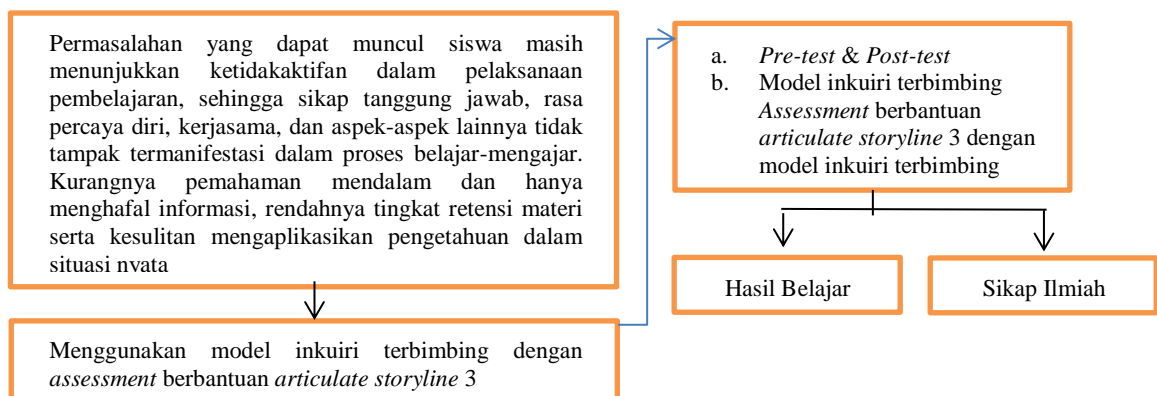 Permasalahan yang dapat muncul siswa masih
menunjukkan ketidakaktifan dalam pelaksanaan
pembelajaran, sehingga sikap tanggung jawab, rasa
percaya diri, kerjasama, dan aspek-aspek lainnya tidak
tampak termanifestasi dalam proses belajar-mengajar.
Kurangnya pemahaman mendalam dan hanya
menghafal informasi, rendahnya tingkat retensi materi
serta kesulitan mengaplikasikan pengetahuan dalam
situasi nyata
Menggunakan model inkuiri terbimbing dengan
assessment berbantuan articulate storyline 3
a. Pre-test & Post-test
b. Model inkuiri terbimbing
Assessment berbantuan
articulate storyline 3 dengan
model inkuiri terbimbing
Hasil Belajar
Sikap Ilmiah